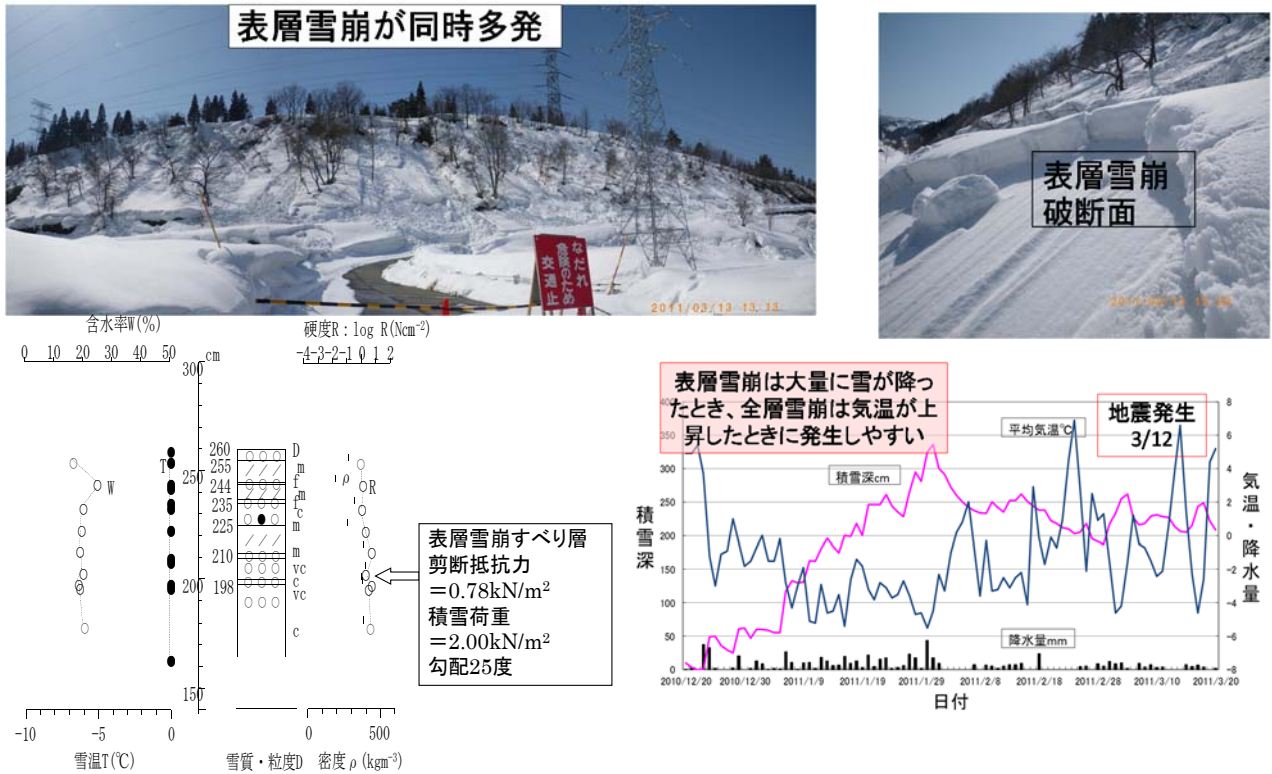 表層雪崩が同時多発
なだれ
危険のため
交通止
2011/03/13 13.13
表層雪崩
破断面
含水率W(%)
0 10 20 30 40 50
cm
硬度R：log R(Ncm-2)
-4-3-2-1 0 1 2
300
260 D
T
255 m
ρ
250
W
244 f
m
R
235 f
c
225 m
210 m
vc
200
c
198 vc
c
150
-10 -5 0
雪温T(℃)
雪質・粒度D
0 500
密度ρ(kgm-3)
表層雪崩すべり層
剪断抵抗力
＝0.78kN/m2
積雪荷重
＝2.00kN/m2
勾配25度
表層雪崩は大量に雪が降っ
たとき、全層雪崩は気温が上
昇したときに発生しやすい
平均気温℃
地震発生
3/12
積雪深cm
降水量mm
積雪深
400
350
300
250
200
150
100
50
0
8
6
4
2
0
-2
-4
-6
-8
気温・降水量
2010/12/20 2010/12/30 2011/1/9 2011/1/19 2011/1/29 2011/2/8 2011/2/18 2011/2/28 2011/3/10 2011/3/20
日付